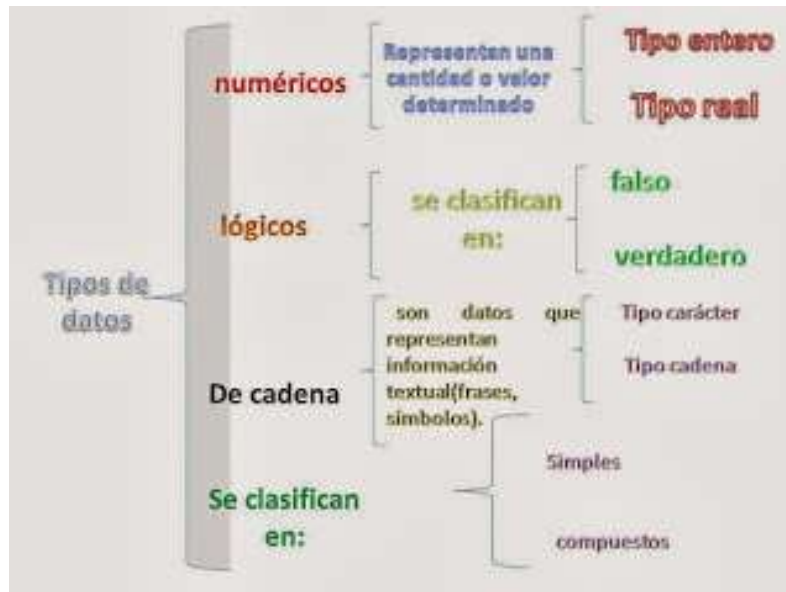 Tipos de
datos
numéricos
Representan una
cantidad o valor
determinado
Tipo entero
Tipo real
lógicos
se clasifican
en:
falso
verdadero
De cadena
son datos que
representan
información
textual(frases,
simbolos).
Tipo carácter
Tipo cadena
Se clasifican
en:
Simples
compuestos